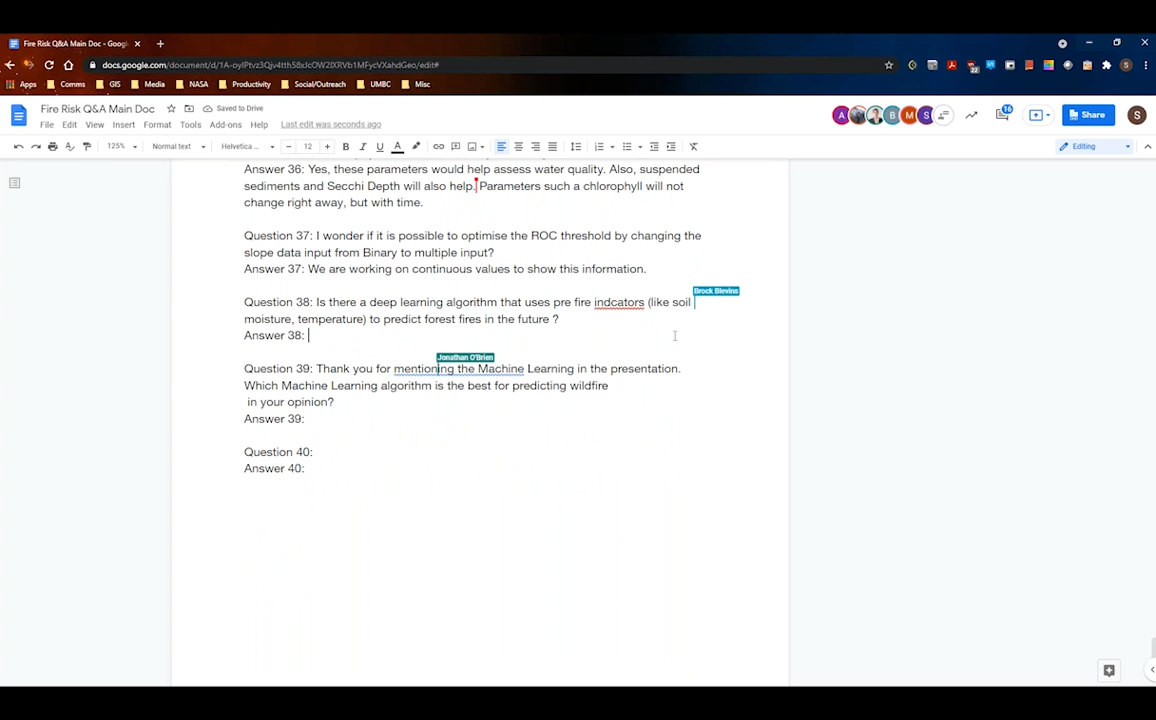 Fire Risk Q&A Main Doc - Googl
docs.google.com/document/d/
Apps Comms GIS Media Productivity NASA Social/Outreach UMBC Misc
22
S
Fire Risk Q&A Main Doc Saved to Drive
File Edit View Insert Format Tools Add-ons Help Last edit was seconds ago
A B M S 16 Share S
125% Normal text Helvetica ... 12 B I U A Editing
Answer 36: Yes, these parameters would help assess water quality. Also, suspended
sediments and Secchi Depth will also help. Parameters such a chlorophyll will not
change right away, but with time.
Question 37: I wonder if it is possible to optimise the ROC threshold by changing the
slope data input from Binary to multiple input?
Answer 37: We are working on continuous values to show this information.
Brock Blevins
Question 38: Is there a deep learning algorithm that uses pre fire indcators (like soil
moisture, temperature) to predict forest fires in the future ?
Answer 38:
Jonathan O'Brien
Question 39: Thank you for mentioning the Machine Learning in the presentation.
Which Machine Learning algorithm is the best for predicting wildfire
in your opinion?
Answer 39:
Question 40:
Answer 40: